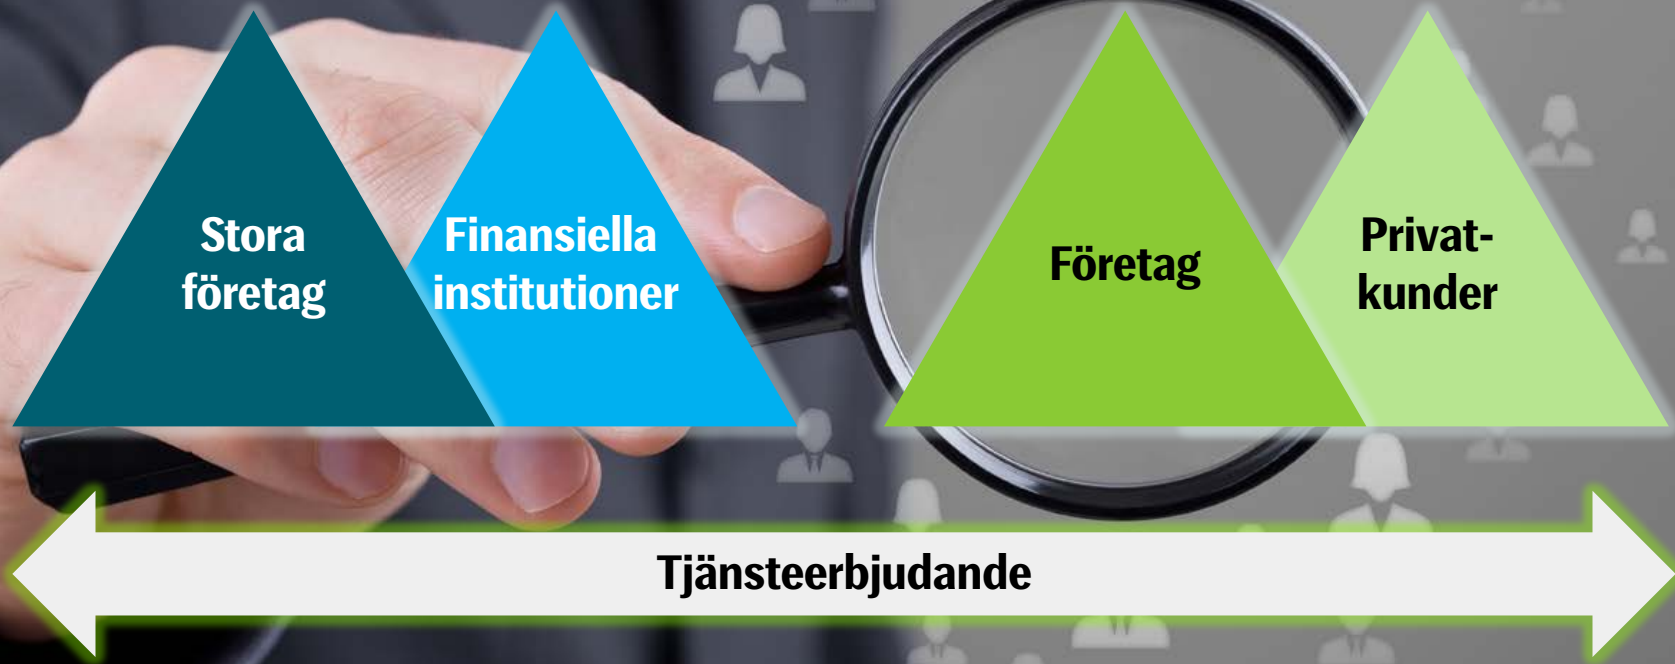 Stora
företag
Finansiella
institutioner
Företag
Privat-
kunder
Tjänsteerbjudande